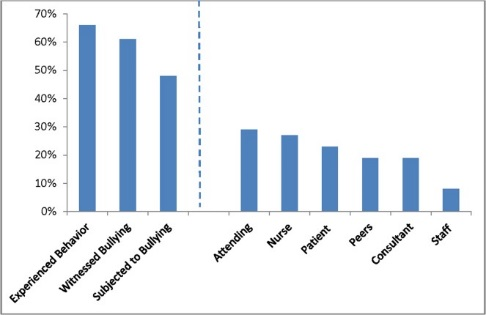 70%
60%
50%
40%
30%
20%
10%
0%
Experienced Behavior
Witnessed Bullying
Subjected to Bullying
Attending
Nurse
Patient
Peers
Consultant
Staff